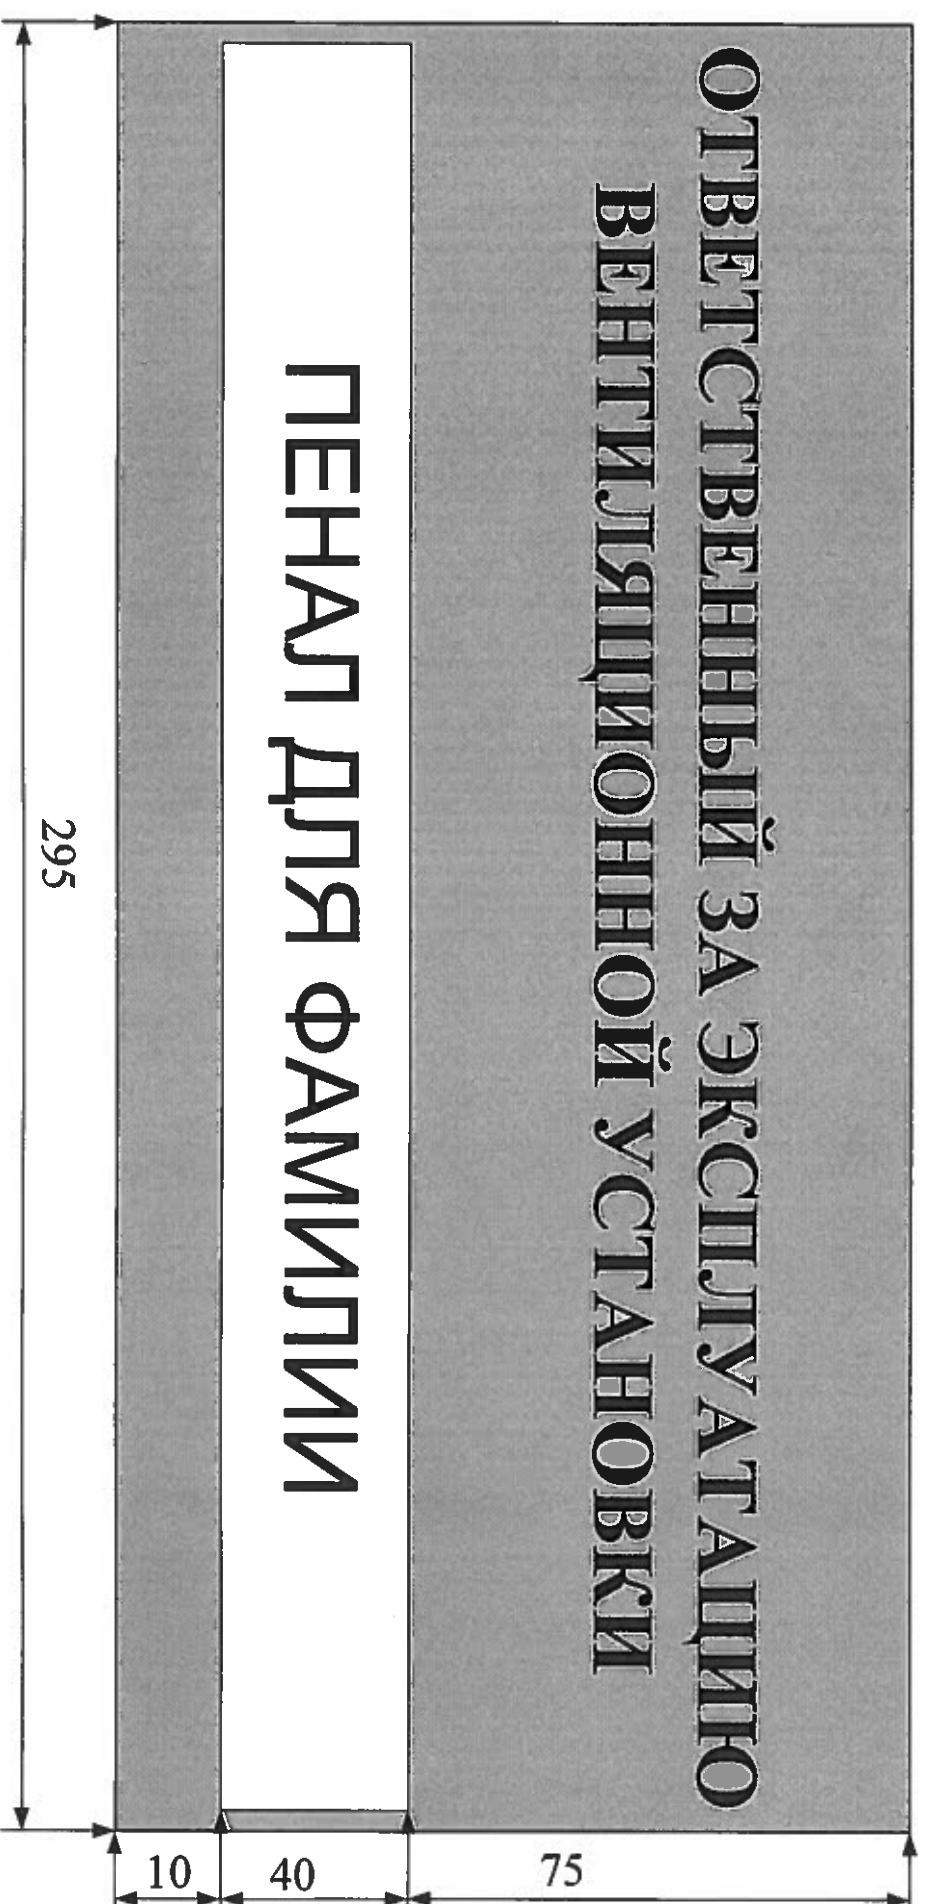 ОТВЕТСТВЕННЫЙ ЗА ЭКСПЛУАТАЦИЮ
ВЕНТИЛЯЦИОННОЙ УСТАНОВКИ
ПЕНАЛ ДЛЯ ФАМИЛИИ
75
40
10
295